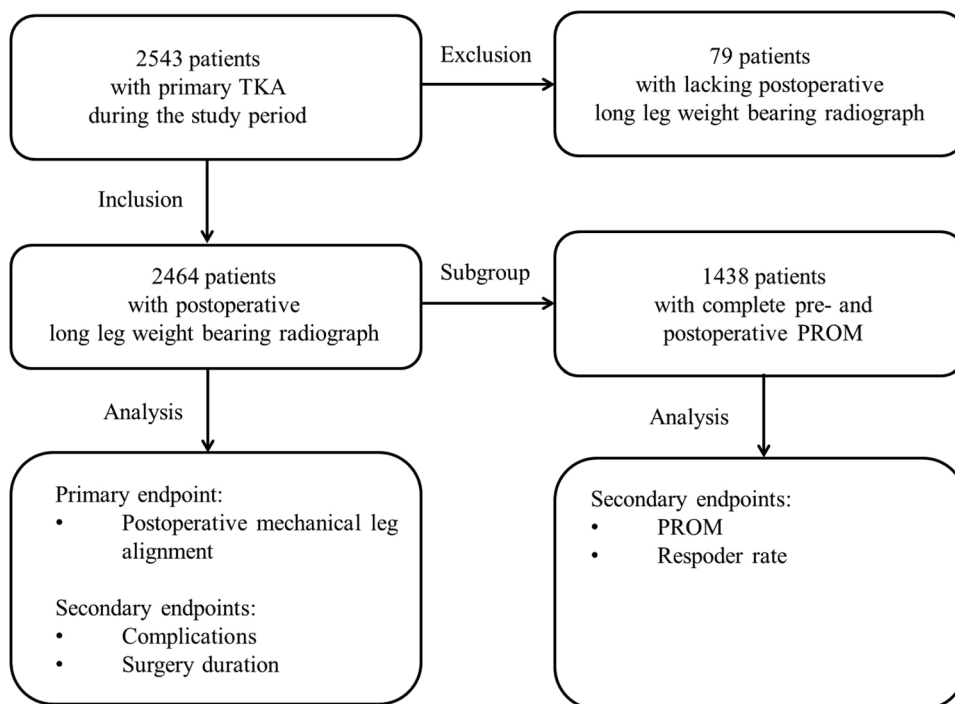 2543 patients
with primary TKA
during the study period
Exclusion
79 patients
with lacking postoperative
long leg weight bearing radiograph
Inclusion
2464 patients
with postoperative
long leg weight bearing radiograph
Subgroup
1438 patients
with complete pre- and
postoperative PROM
Analysis
Analysis
Primary endpoint:
• Postoperative mechanical leg
alignment
Secondary endpoints:
• Complications
• Surgery duration
Secondary endpoints:
• PROM
• Respoder rate